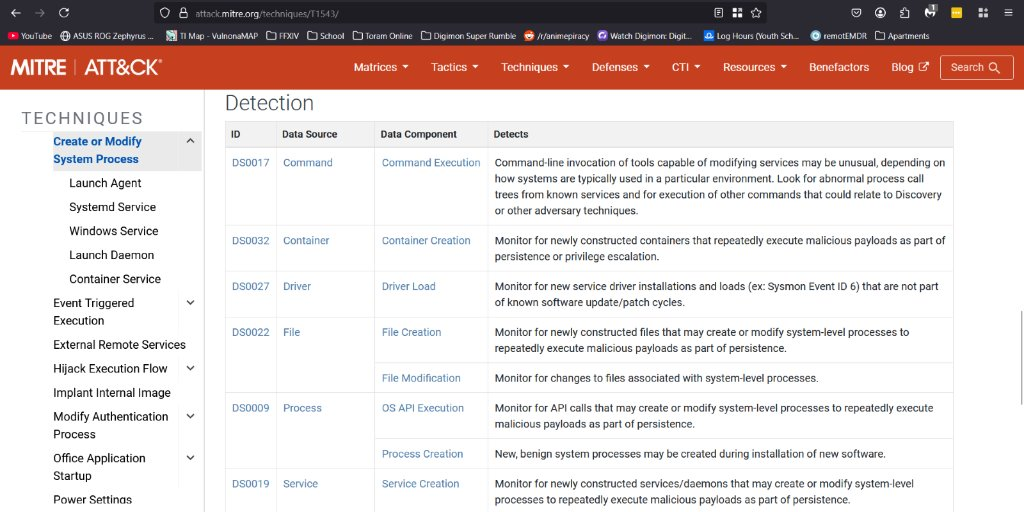 attack.mitre.org/techniques/T1543/
1
YouTube
ASUS ROG Zephyrus ...
TI Map - VulnonaMAP
FFXIV
School
Toram Online
Digimon Super Rumble
/r/animepiracy
Watch Digimon: Digit...
Log Hours (Youth Sch...
remotEMDR
Apartments
MITRE | ATT&CK®
Matrices
Tactics
Techniques
Defenses
CTI
Resources
Benefactors
Blog
Search
TECHNIQUES
Create or Modify
System Process
Launch Agent
Systemd Service
Windows Service
Launch Daemon
Container Service
Event Triggered
Execution
External Remote Services
Hijack Execution Flow
Implant Internal Image
Modify Authentication
Process
Office Application
Startup
Power Settings
Detection
ID Data Source Data Component Detects
DS0017 Command Command Execution Command-line invocation of tools capable of modifying services may be unusual, depending on
how systems are typically used in a particular environment. Look for abnormal process call
trees from known services and for execution of other commands that could relate to Discovery
or other adversary techniques.
DS0032 Container Container Creation Monitor for newly constructed containers that repeatedly execute malicious payloads as part of
persistence or privilege escalation.
DS0027 Driver Driver Load Monitor for new service driver installations and loads (ex: Sysmon Event ID 6) that are not part
of known software update/patch cycles.
DS0022 File File Creation Monitor for newly constructed files that may create or modify system-level processes to
repeatedly execute malicious payloads as part of persistence.
File Modification Monitor for changes to files associated with system-level processes.
DS0009 Process OS API Execution Monitor for API calls that may create or modify system-level processes to repeatedly execute
malicious payloads as part of persistence.
Process Creation New, benign system processes may be created during installation of new software.
DS0019 Service Service Creation Monitor for newly constructed services/daemons that may create or modify system-level
processes to repeatedly execute malicious payloads as part of persistence.